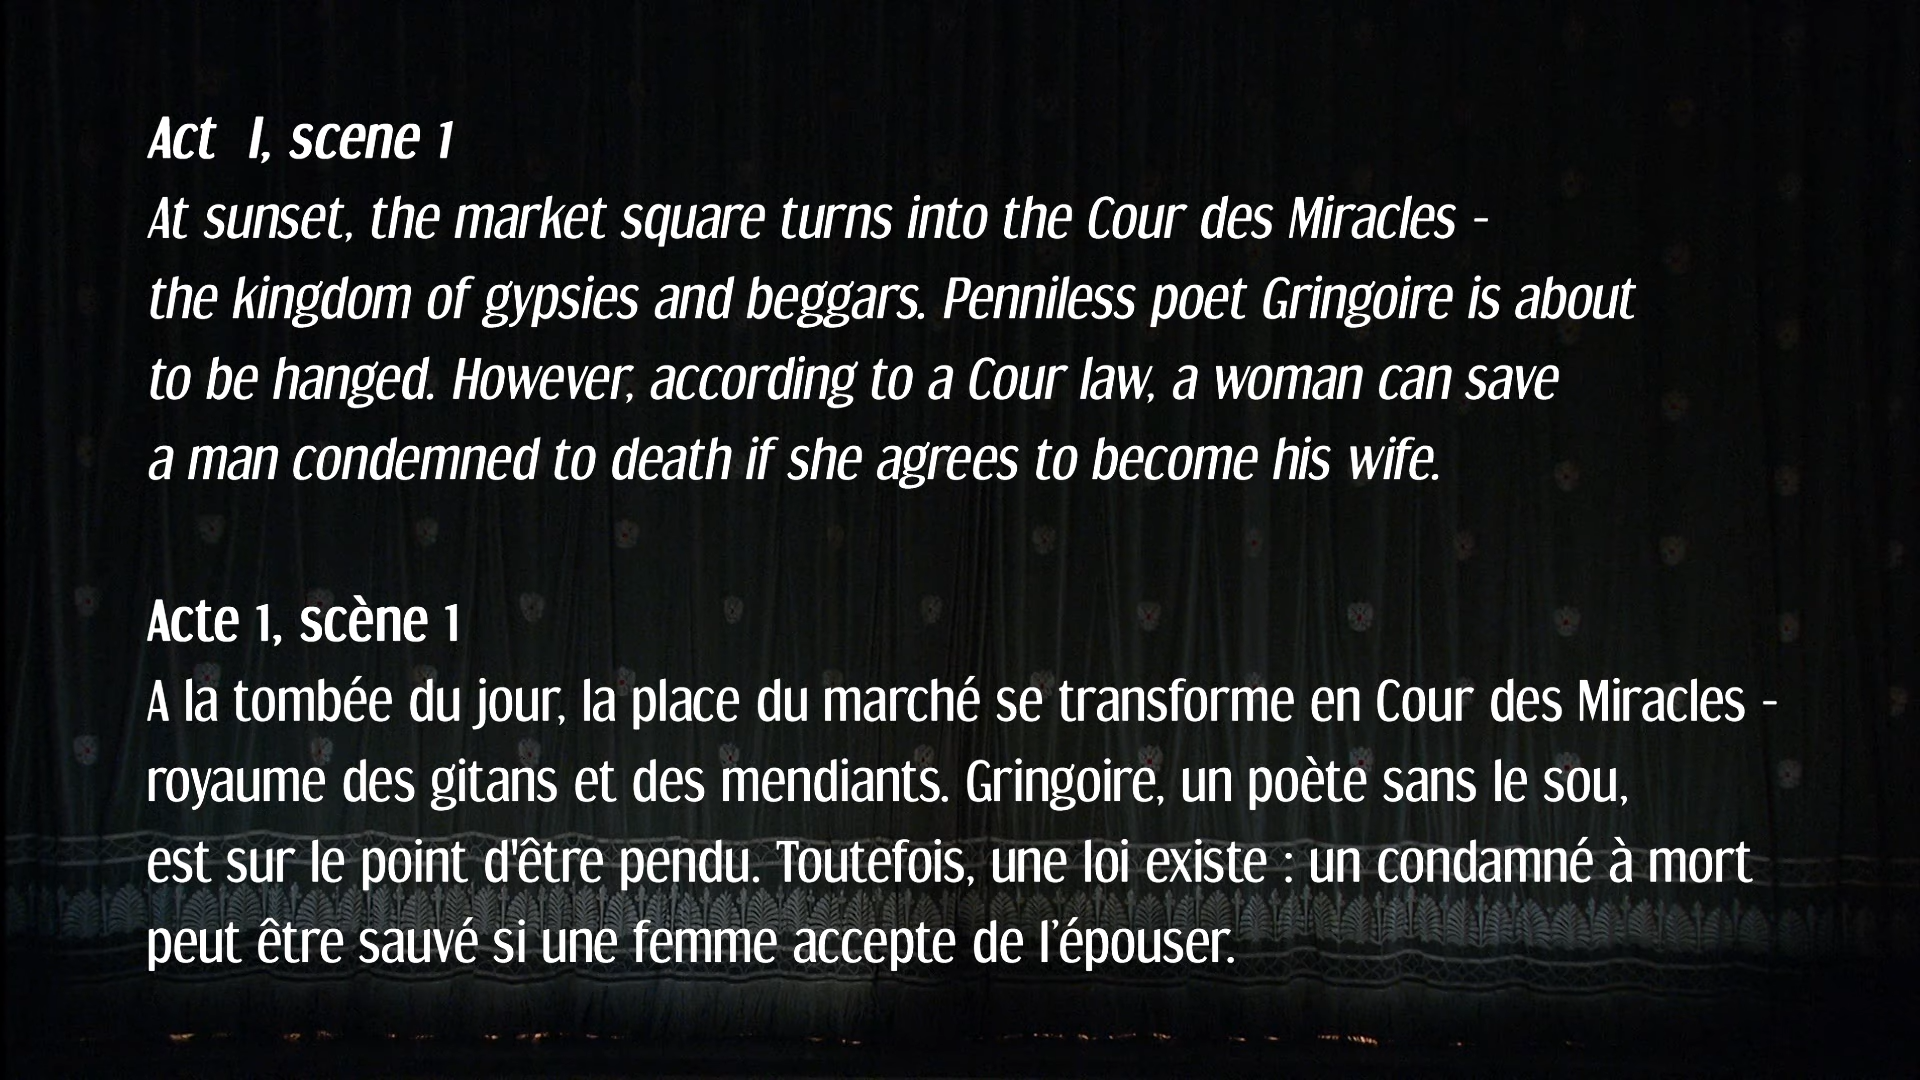 Act I, scene 1
At sunset, the market square turns into the Cour des Miracles -
the kingdom of gypsies and beggars. Penniless poet Gringoire is about
to be hanged. However, according to a Cour law, a woman can save
a man condemned to death if she agrees to become his wife.
Acte 1, scène 1
A la tombée du jour, la place du marché se transforme en Cour des Miracles -
royaume des gitans et des mendiants. Gringoire, un poète sans le sou,
est sur le point d'être pendu. Toutefois, une loi existe : un condamné à mort
peut être sauvé si une femme accepte de l’épouser.